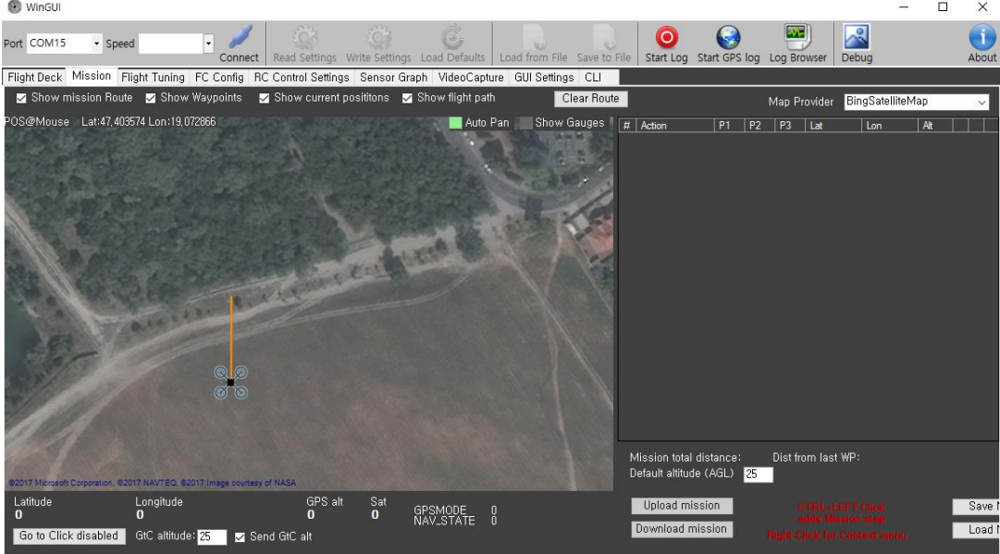 WinGUI
Port COM15 Speed Connect Read Settings Write Settings Load Defaults Load from File Save to File Start Log Start GPS log Log Browser Debug About
Flight Deck Mission Flight Tuning FC Config RC Control Settings Sensor Graph VideoCapture GUI Settings CLI
Show mission Route Show Waypoints Show current posititons Show flight path Clear Route Map Provider BingSatelliteMap
POS@Mouse Lat:47,403574 Lon:19,072866 Auto Pan Show Gauges # Action P1 P2 P3 Lat Lon Alt
Mission total distance: Dist from last WP:
Default altitude (AGL) 25
©2017 Microsoft Corporation, ©2017 NAVTEQ, ©2017 Image courtesy of NASA
Latitude Longitude GPS alt Sat
0 0 0 0
GPSMODE 0
NAV_STATE 0
Go to Click disabled GtC altitude: 25 Send GtC alt
Upload mission
Download mission
CTRL-LEFT Click
adds Mission stop
Right Click for Context menu
Save
Load